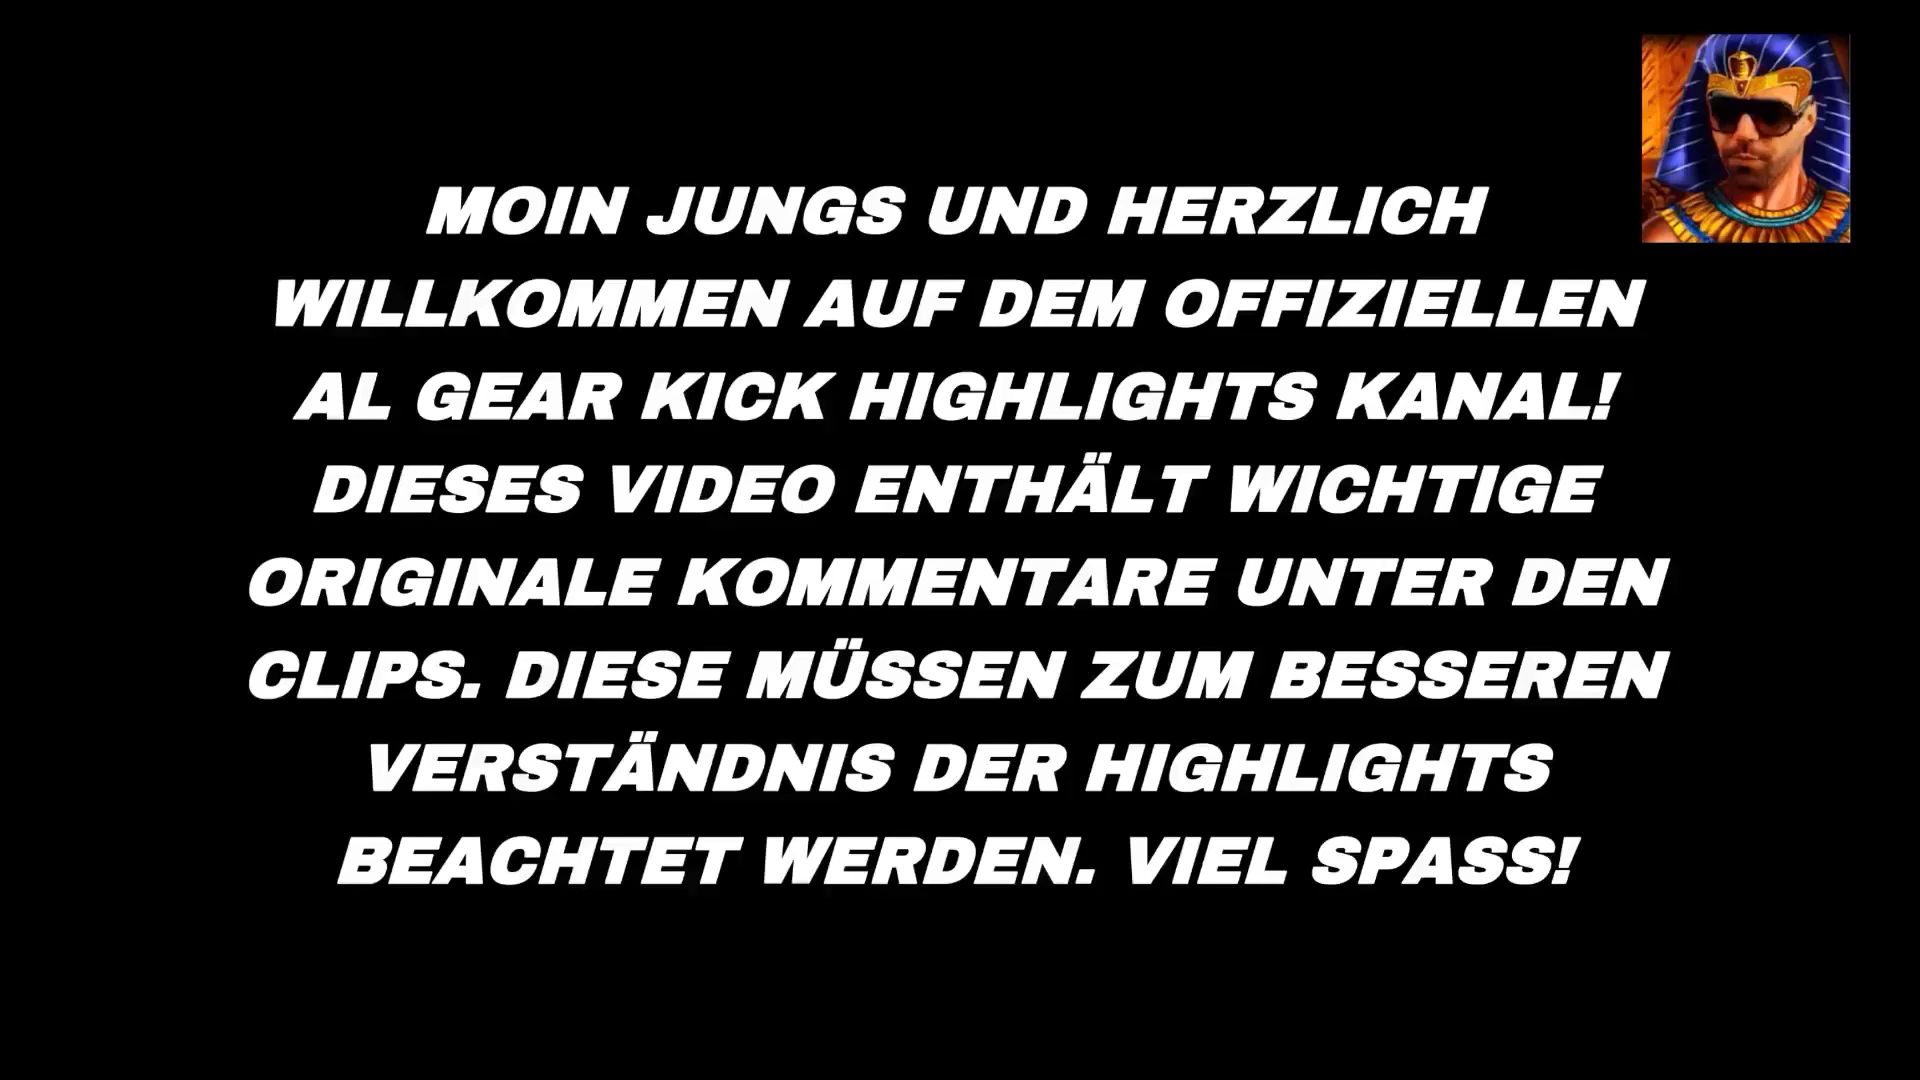 MOIN JUNGS UND HERZLICH
WILLKOMMEN AUF DEM OFFIZIELLEN
AL GEAR KICK HIGHLIGHTS KANAL!
DIESES VIDEO ENTHÄLT WICHTIGE
ORIGINALE KOMMENTARE UNTER DEN
CLIPS. DIESE MÜSSEN ZUM BESSEREN
VERSTÄNDNIS DER HIGHLIGHTS
BEACHTET WERDEN. VIEL SPASS!